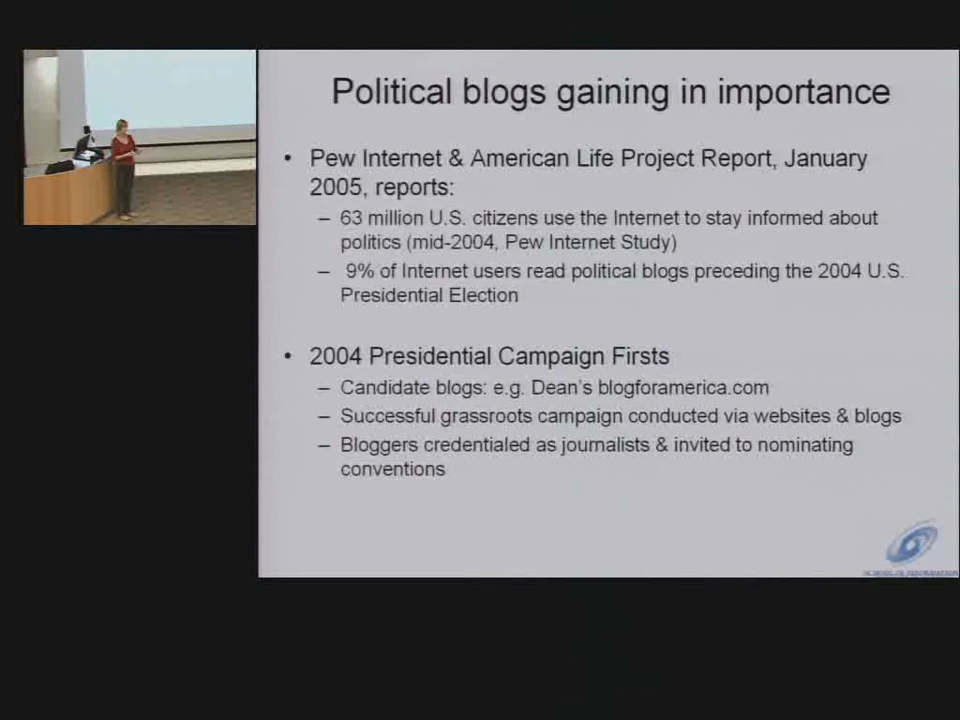 Political blogs gaining in importance
• Pew Internet & American Life Project Report, January
2005, reports:
– 63 million U.S. citizens use the Internet to stay informed about
politics (mid-2004, Pew Internet Study)
– 9% of Internet users read political blogs preceding the 2004 U.S.
Presidential Election
• 2004 Presidential Campaign Firsts
– Candidate blogs: e.g. Dean's blogforamerica.com
– Successful grassroots campaign conducted via websites & blogs
– Bloggers credentialed as journalists & invited to nominating
conventions
SCHOOL OF INFORMATION